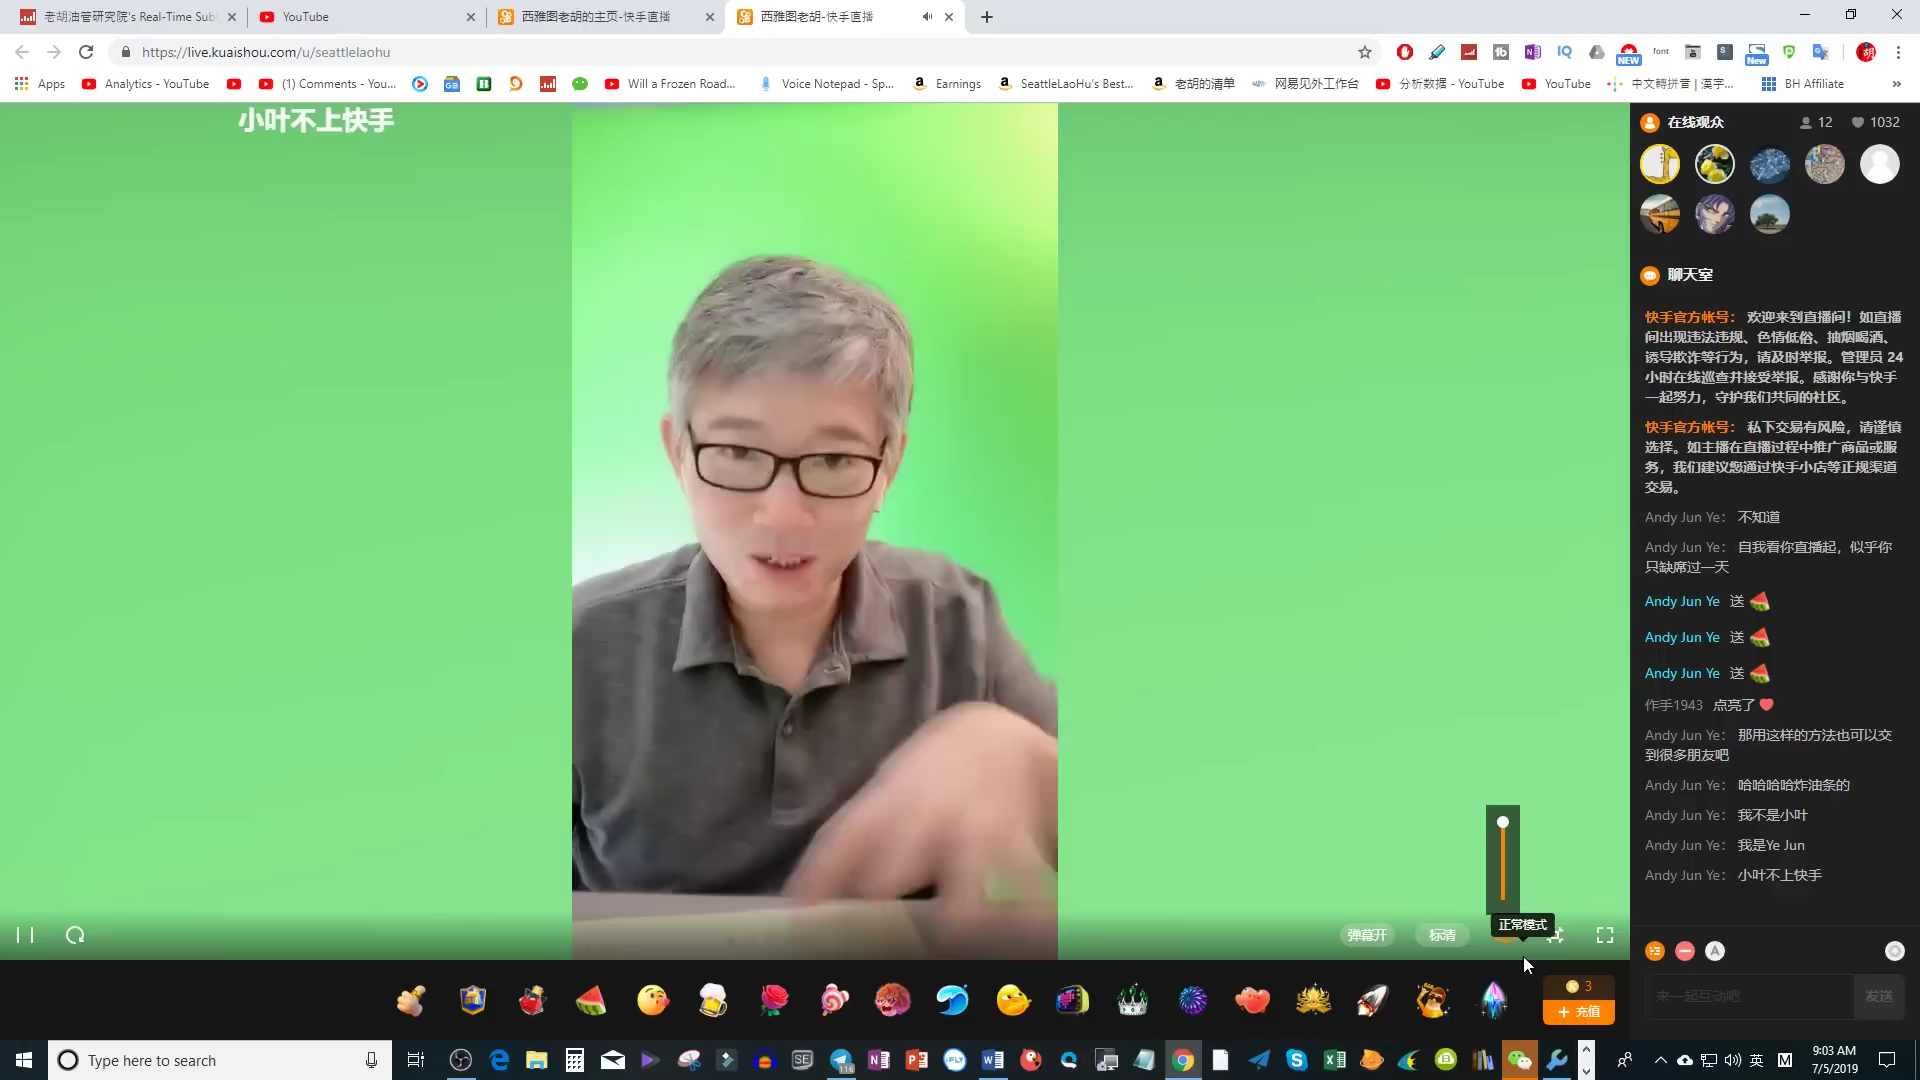 老胡油管研究院's Real-Time Sub
YouTube
西雅图老胡的主页-快手直播
西雅图老胡-快手直播
https://live.kuaishou.com/u/seattlelaohu
font
NEW
New
Apps
Analytics - YouTube
(1) Comments - You...
Will a Frozen Road...
Voice Notepad - Sp...
Earnings
SeattleLaoHu's Best...
老胡的清单
网易见外工作台
分析数据 - YouTube
YouTube
中文轉拼音 | 漢字...
BH Affiliate
小叶不上快手
在线观众
12
1032
聊天室
快手官方帐号： 欢迎来到直播间！如直播
间出现违法违规、色情低俗、抽烟喝酒、
诱导欺诈等行为，请及时举报。管理员 24
小时在线巡查并接受举报。感谢你与快手
一起努力，守护我们共同的社区。
快手官方帐号： 私下交易有风险，请谨慎
选择。如主播在直播过程中推广商品或服
务，我们建议您通过快手小店等正规渠道
交易。
Andy Jun Ye： 不知道
Andy Jun Ye： 自我看你直播起，似乎你
只缺席过一天
Andy Jun Ye 送
Andy Jun Ye 送
Andy Jun Ye 送
作手1943 点亮了
Andy Jun Ye： 那用这样的方法也可以交
到很多朋友吧
Andy Jun Ye： 哈哈哈哈炸油条的
Andy Jun Ye： 我不是小叶
Andy Jun Ye： 我是Ye Jun
Andy Jun Ye： 小叶不上快手
正常模式
弹幕开
标清
3
充值
来一起互动吧
发送
Type here to search
116
英
M
9:03 AM
7/5/2019